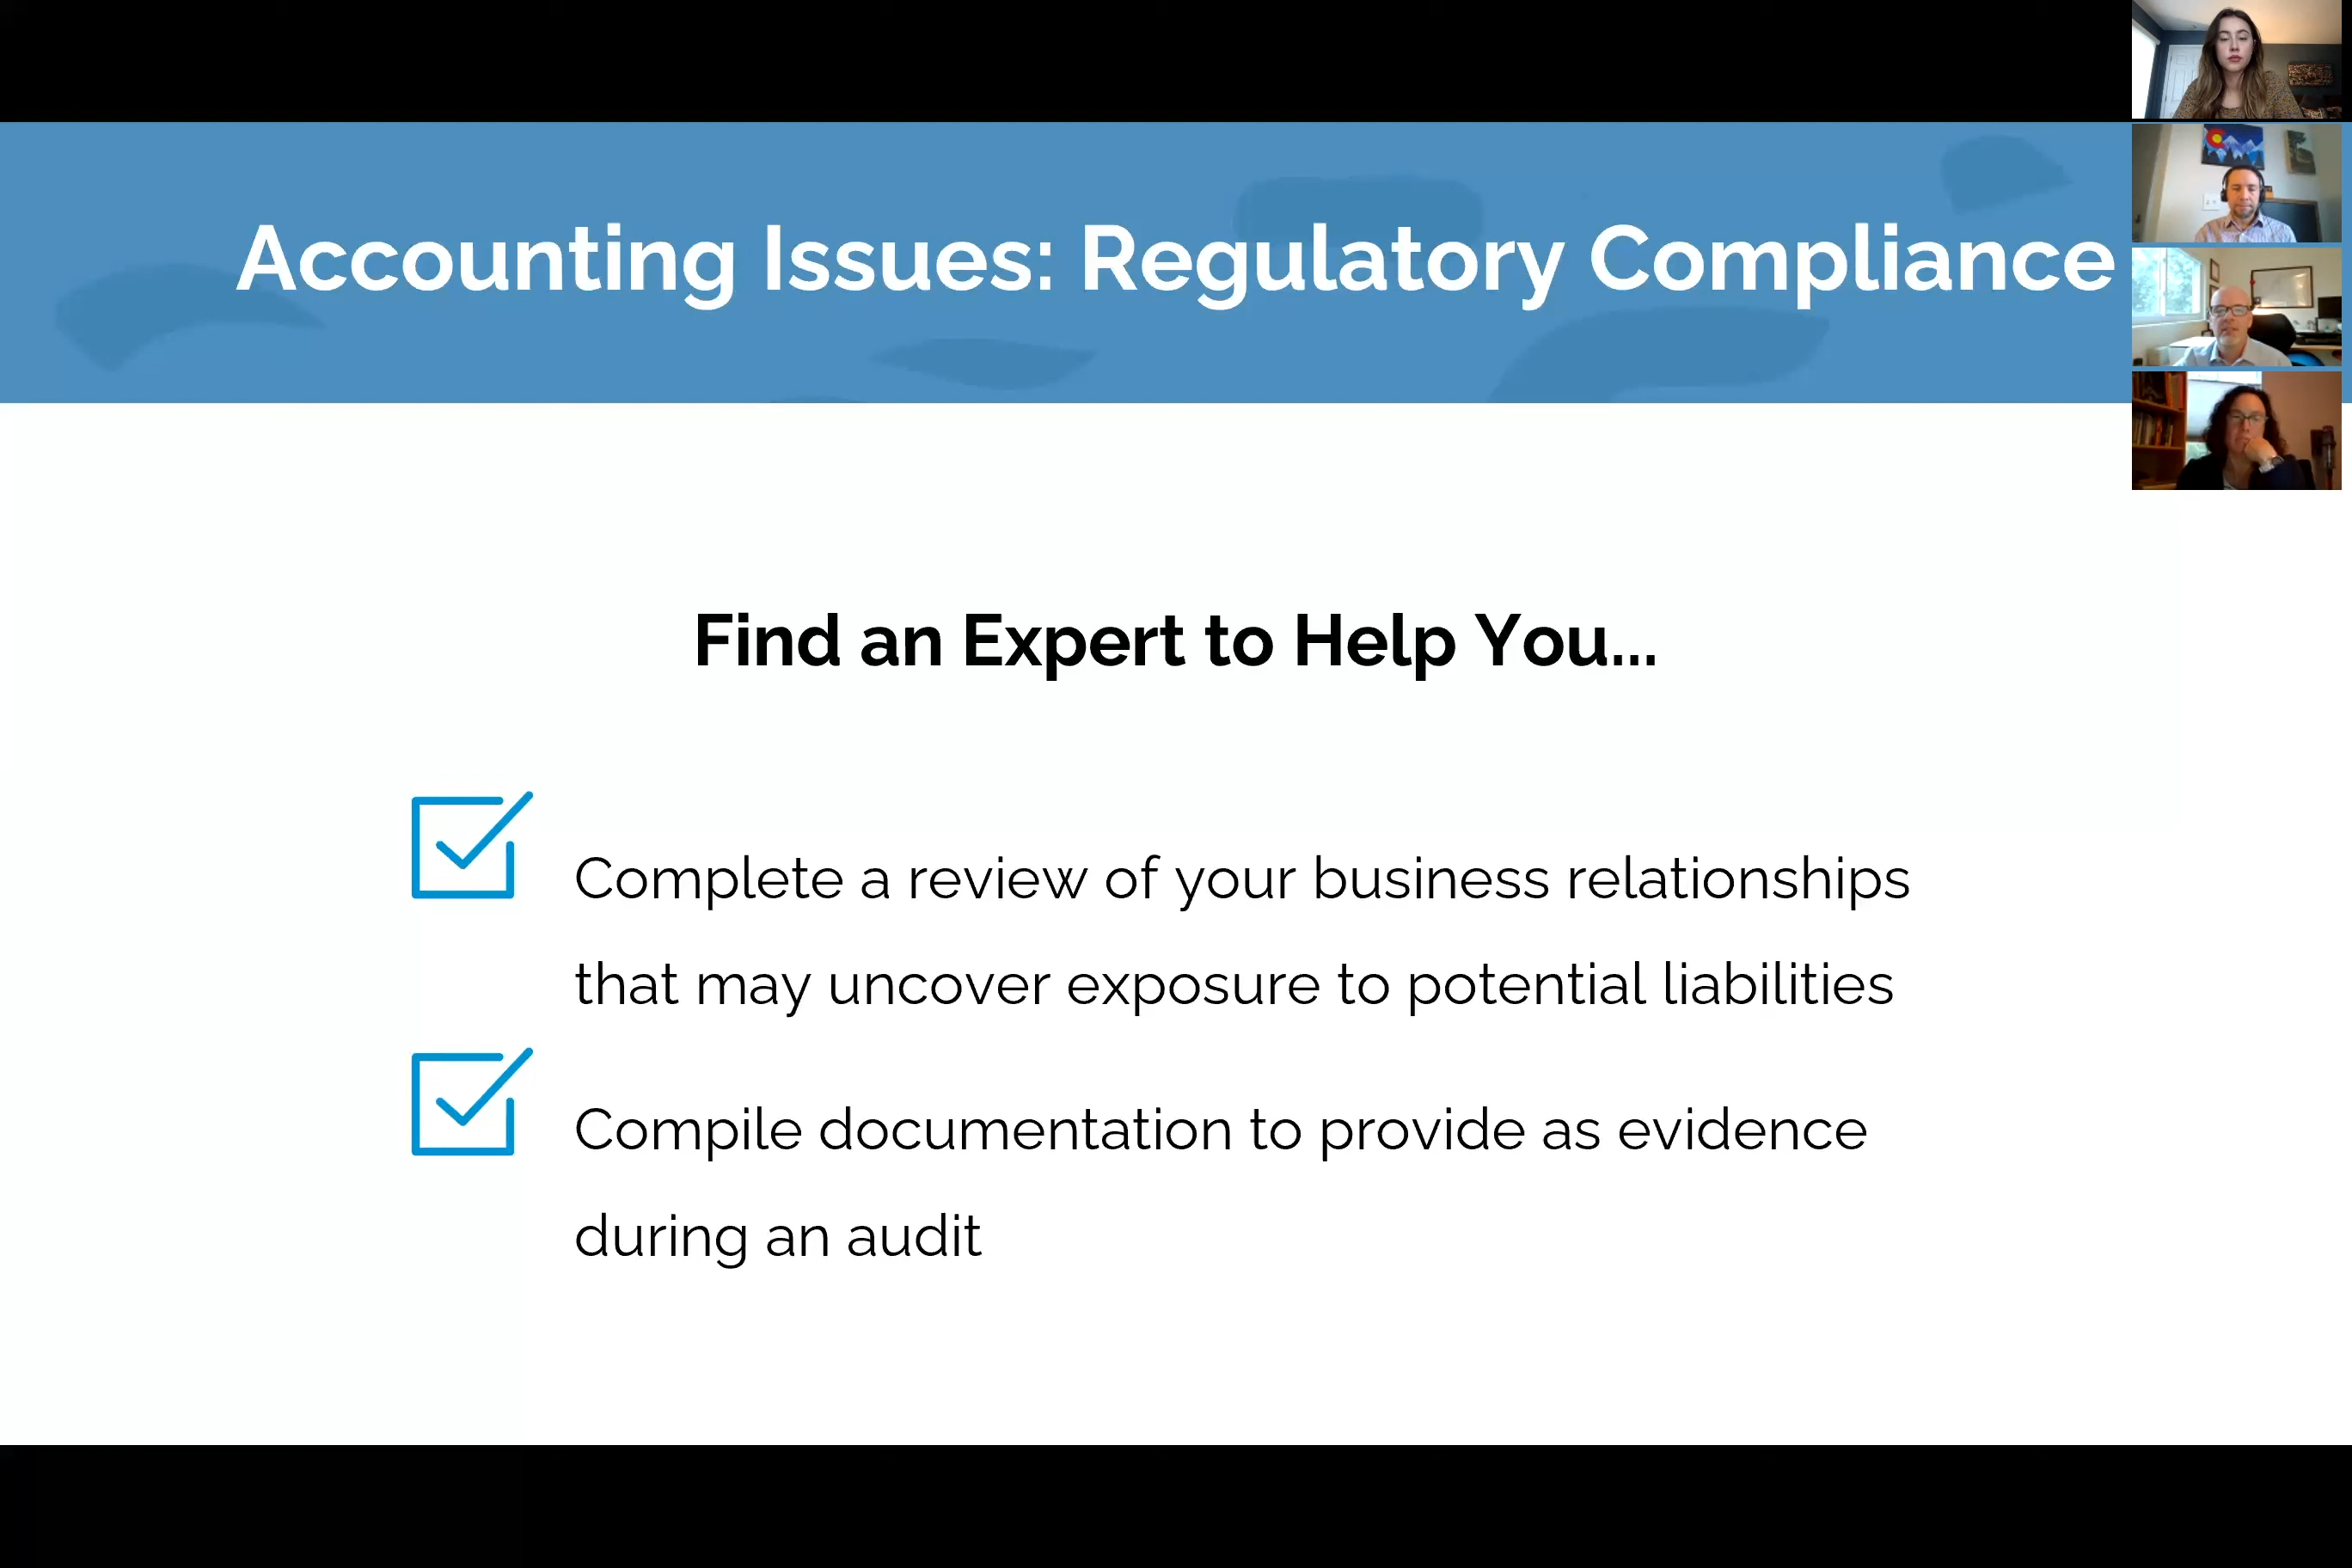 Accounting Issues: Regulatory Compliance
Find an Expert to Help You...
Complete a review of your business relationships
that may uncover exposure to potential liabilities
Compile documentation to provide as evidence
during an audit